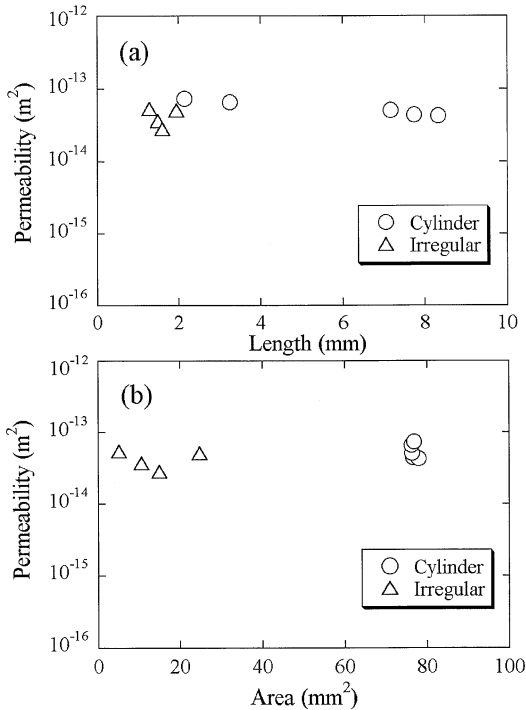 10⁻¹²
(a)
10⁻¹³
10⁻¹⁴
10⁻¹⁵
10⁻¹⁶
Permeability (m²)
Cylinder
Irregular
0 2 4 6 8 10
Length (mm)
10⁻¹²
(b)
10⁻¹³
10⁻¹⁴
10⁻¹⁵
10⁻¹⁶
Permeability (m²)
Cylinder
Irregular
0 20 40 60 80 100
Area (mm²)